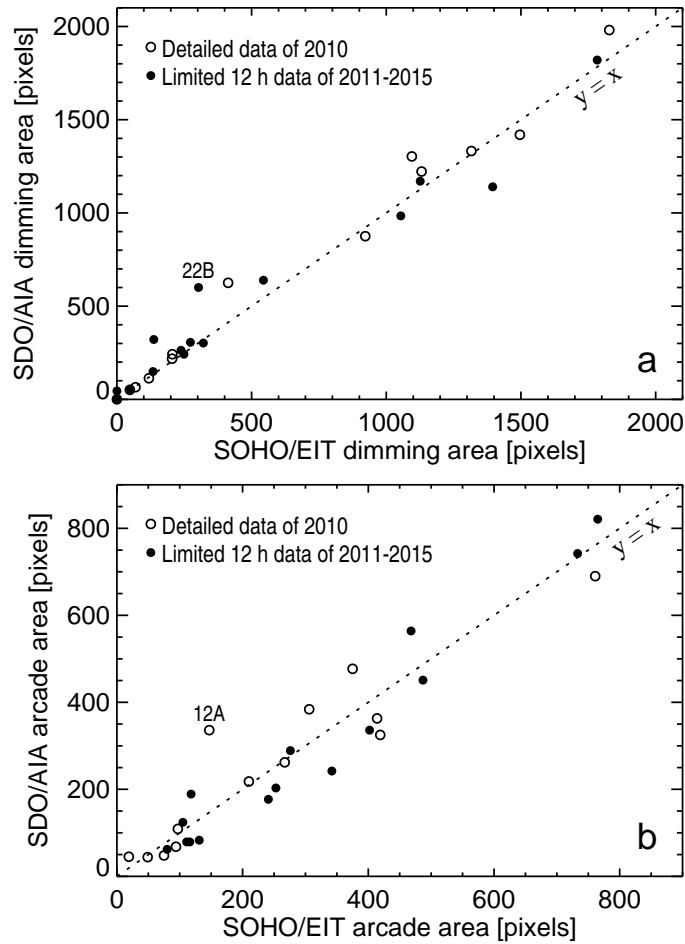 2000
1500
1000
500
0
SDO/AIA dimming area [pixels]
Detailed data of 2010
Limited 12 h data of 2011-2015
y = x
22B
a
0 500 1000 1500 2000
SOHO/EIT dimming area [pixels]
800
600
400
200
0
SDO/AIA arcade area [pixels]
Detailed data of 2010
Limited 12 h data of 2011-2015
y = x
12A
b
0 200 400 600 800
SOHO/EIT arcade area [pixels]